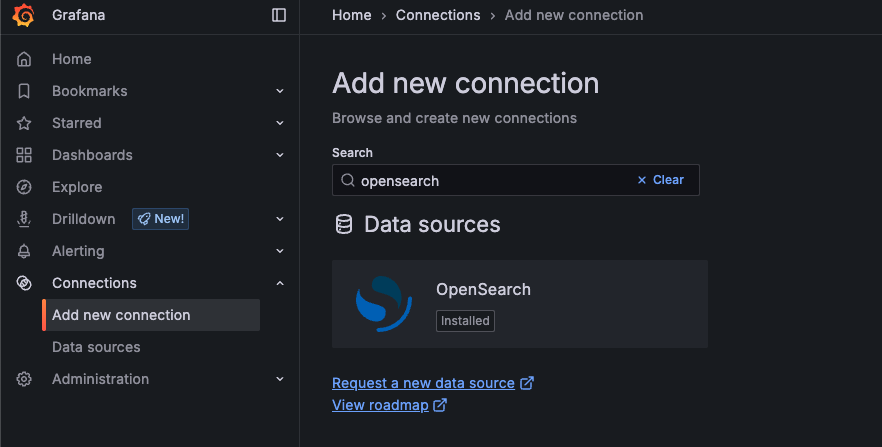 Grafana
Home
Bookmarks
Starred
Dashboards
Explore
Drilldown New!
Alerting
Connections
Add new connection
Data sources
Administration
Home › Connections › Add new connection
Add new connection
Browse and create new connections
Search
opensearch × Clear
Data sources
OpenSearch
Installed
Request a new data source
View roadmap